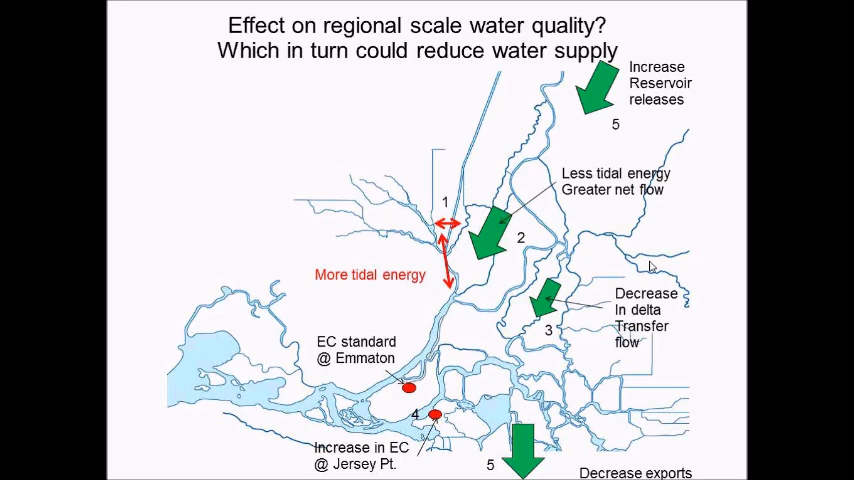 Effect on regional scale water quality?
Which in turn could reduce water supply
Increase
Reservoir
releases
5
Less tidal energy
Greater net flow
1
2
More tidal energy
Decrease
In delta
Transfer
flow
3
EC standard
@ Emmaton
4
Increase in EC
@ Jersey Pt.
5
Decrease exports